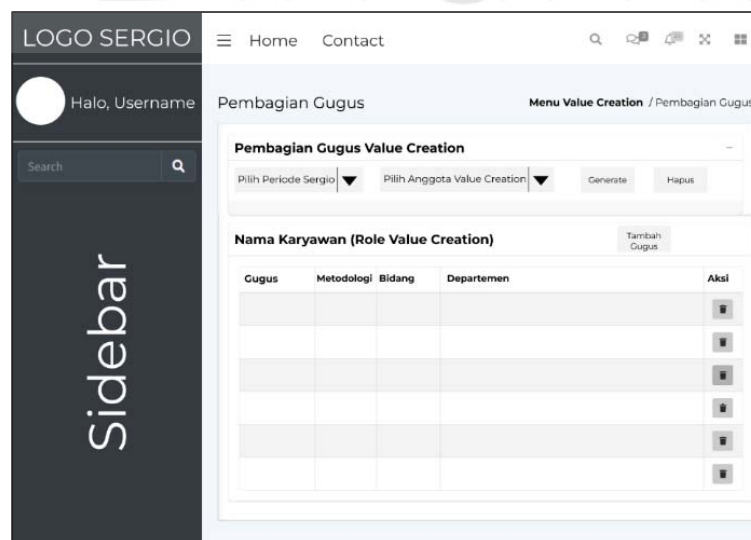 LOGO SERGIO
Home Contact
Halo, Username
Search
Sidebar
Pembagian Gugus
Menu Value Creation / Pembagian Gugus
Pembagian Gugus Value Creation
Pilih Periode Sergio Pilih Anggota Value Creation Generate Hapus
Nama Karyawan (Role Value Creation)
Tambah
Gugus
Gugus Metodologi Bidang Departemen Aksi